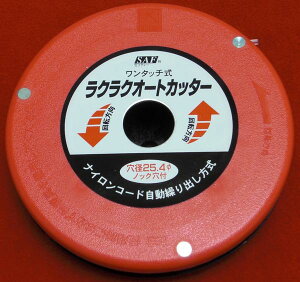 SAF
ワンタッチ式
ラクラクオートカッター
回転方向
回転方向
穴径25.4φ
ノック穴付
ナイロンコード自動繰り出し方式